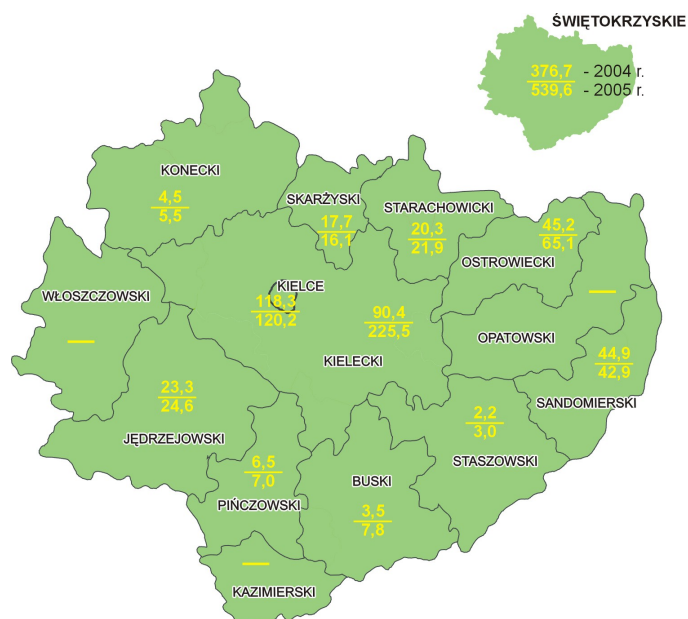 ŚWIĘTOKRZYSKIE
376,7 - 2004 r.
539,6 - 2005 r.
KONECKI
4,5
5,5
SKARŻYSKI
17,7
16,1
STARACHOWICKI
20,3
21,9
45,2
65,1
OSTROWIECKI
WŁOSZCZOWSKI
—
KIELCE
118,3
120,2
90,4
225,5
KIELECKI
—
OPATOWSKI
44,9
42,9
SANDOMIERSKI
23,3
24,6
JĘDRZEJOWSKI
2,2
3,0
STASZOWSKI
6,5
7,0
PIŃCZOWSKI
BUSKI
3,5
7,8
—
KAZIMIERSKI